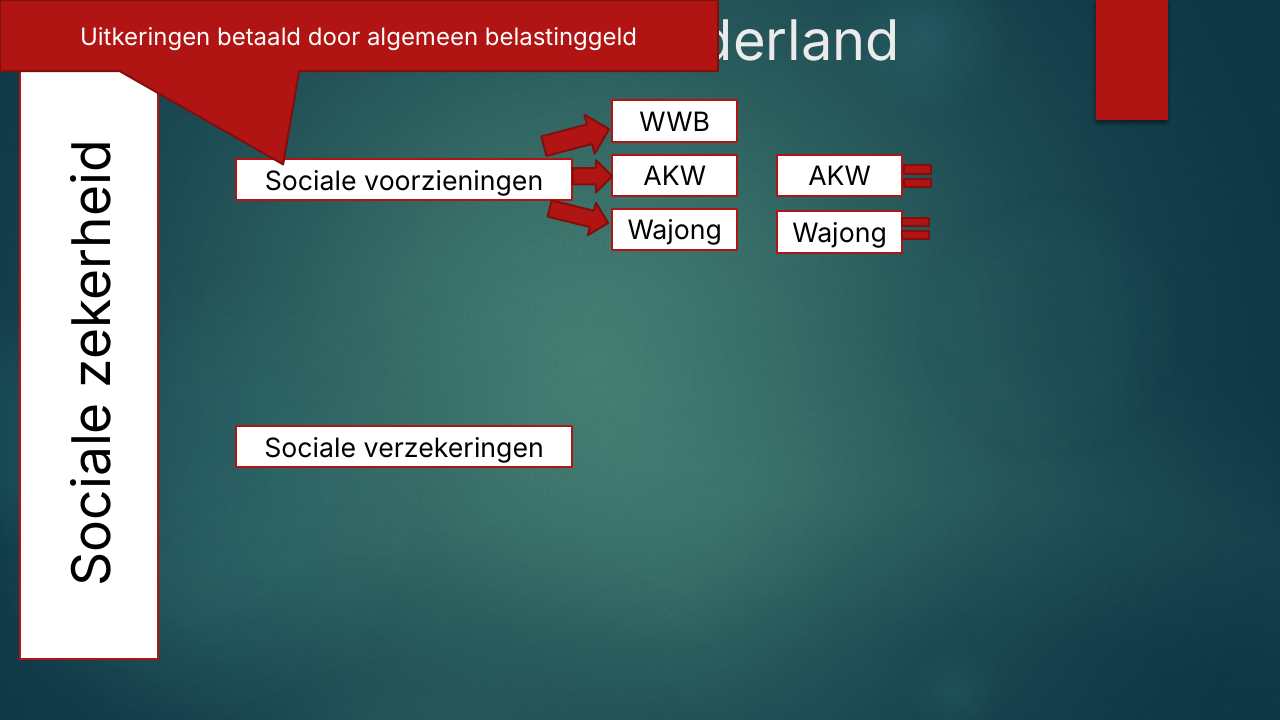 Uitkeringen betaald door algemeen belastinggeld
derland
Sociale zekerheid
Sociale voorzieningen
WWB
AKW
Wajong
AKW
Wajong
Sociale verzekeringen